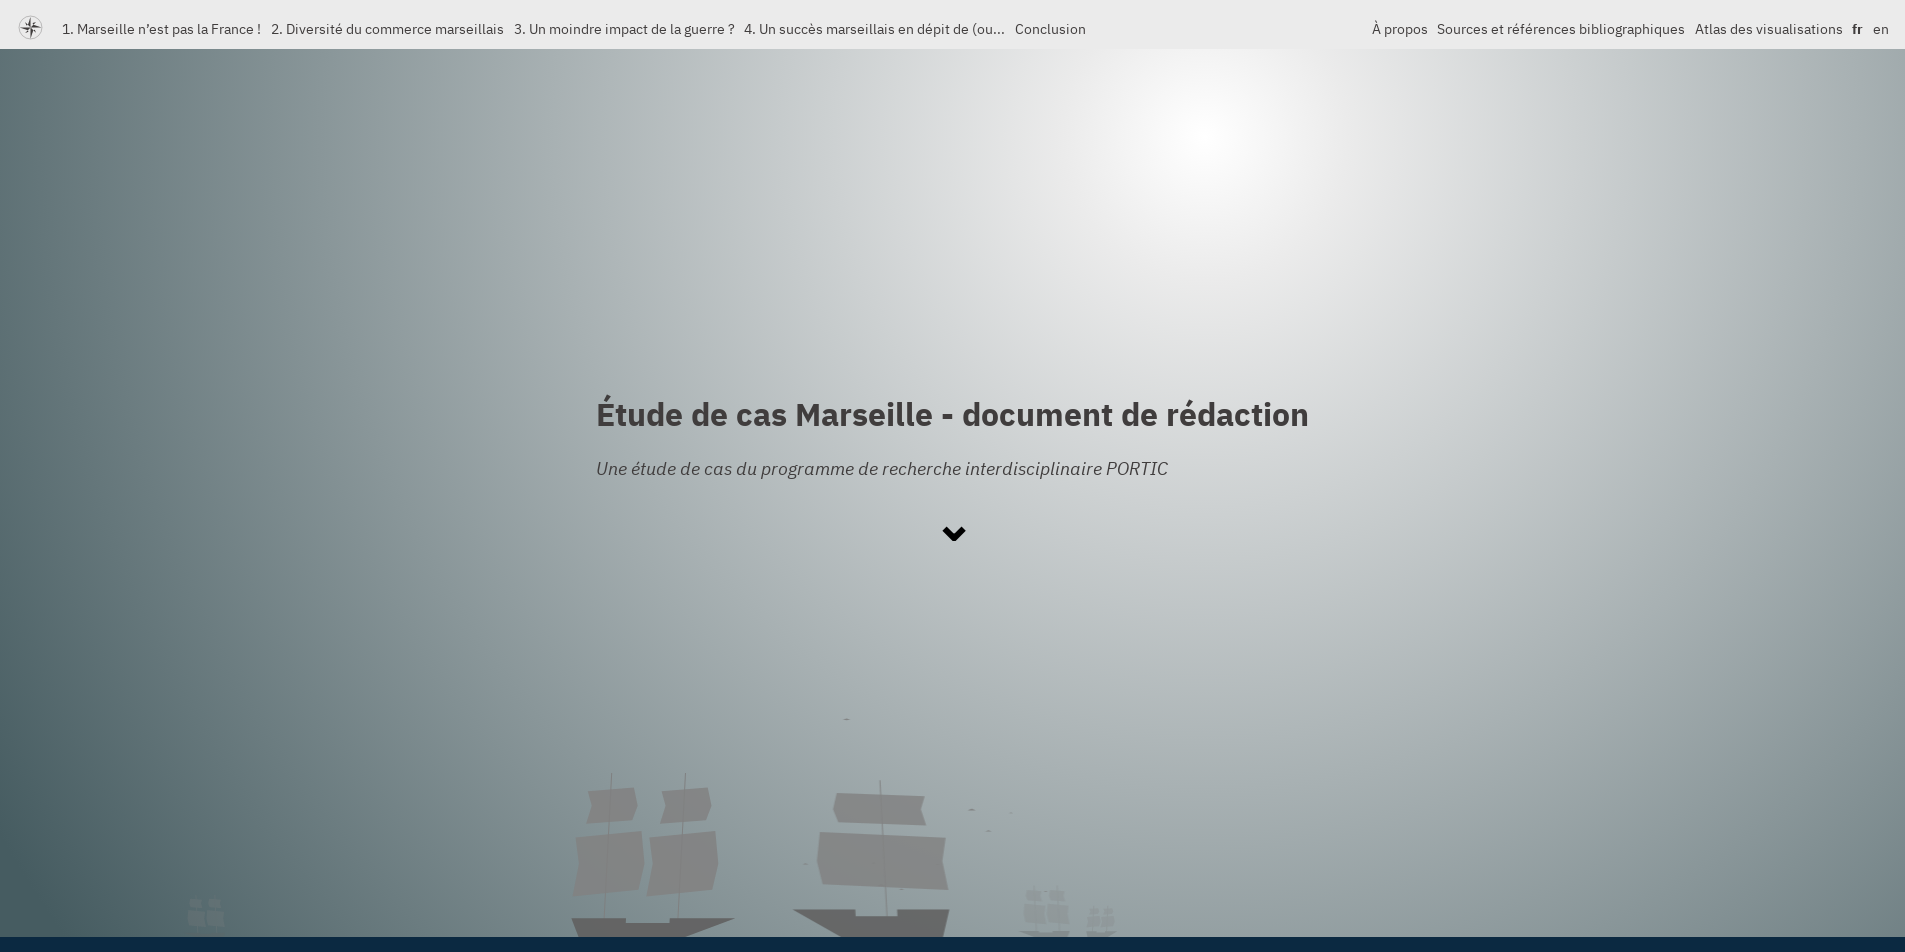 1. Marseille n’est pas la France ! 2. Diversité du commerce marseillais 3. Un moindre impact de la guerre ? 4. Un succès marseillais en dépit de (ou... Conclusion À propos Sources et références bibliographiques Atlas des visualisations fr en
Étude de cas Marseille - document de rédaction
Une étude de cas du programme de recherche interdisciplinaire PORTIC